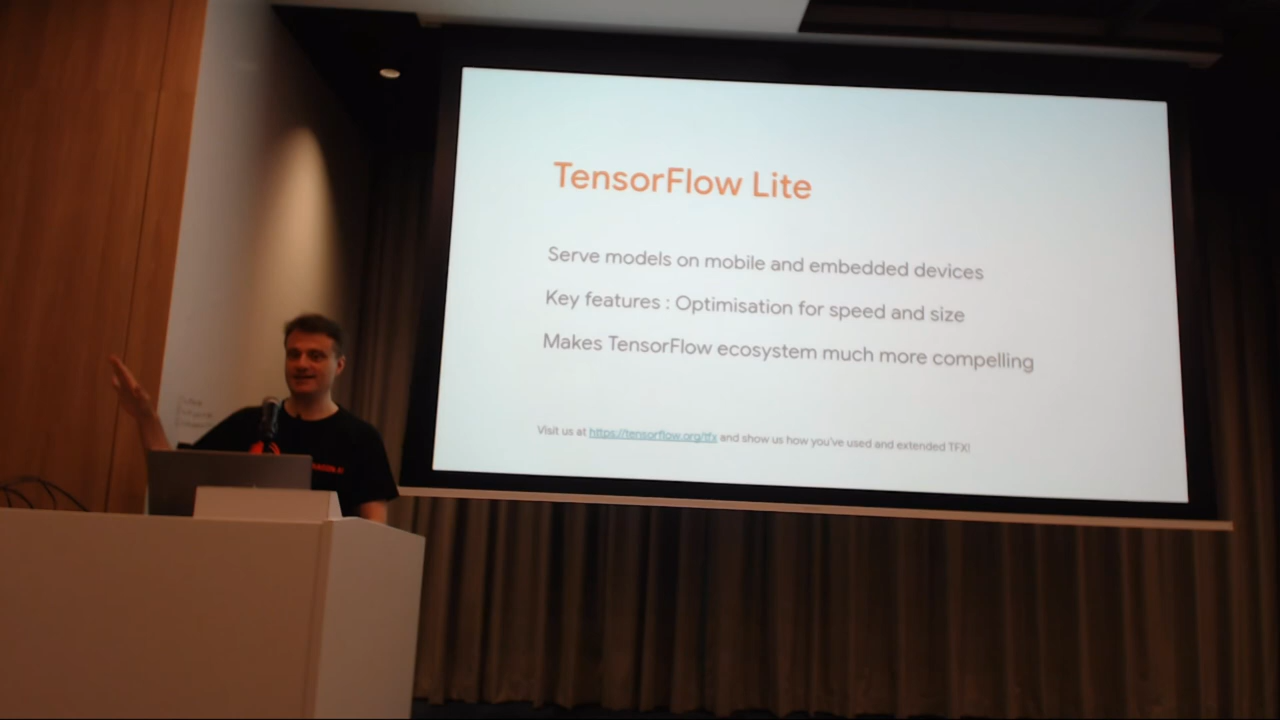 TensorFlow Lite
Serve models on mobile and embedded devices
Key features : Optimisation for speed and size
Makes TensorFlow ecosystem much more compelling
Visit us at https://tensorflow.org/tfx and show us how you've used and extended TFX!